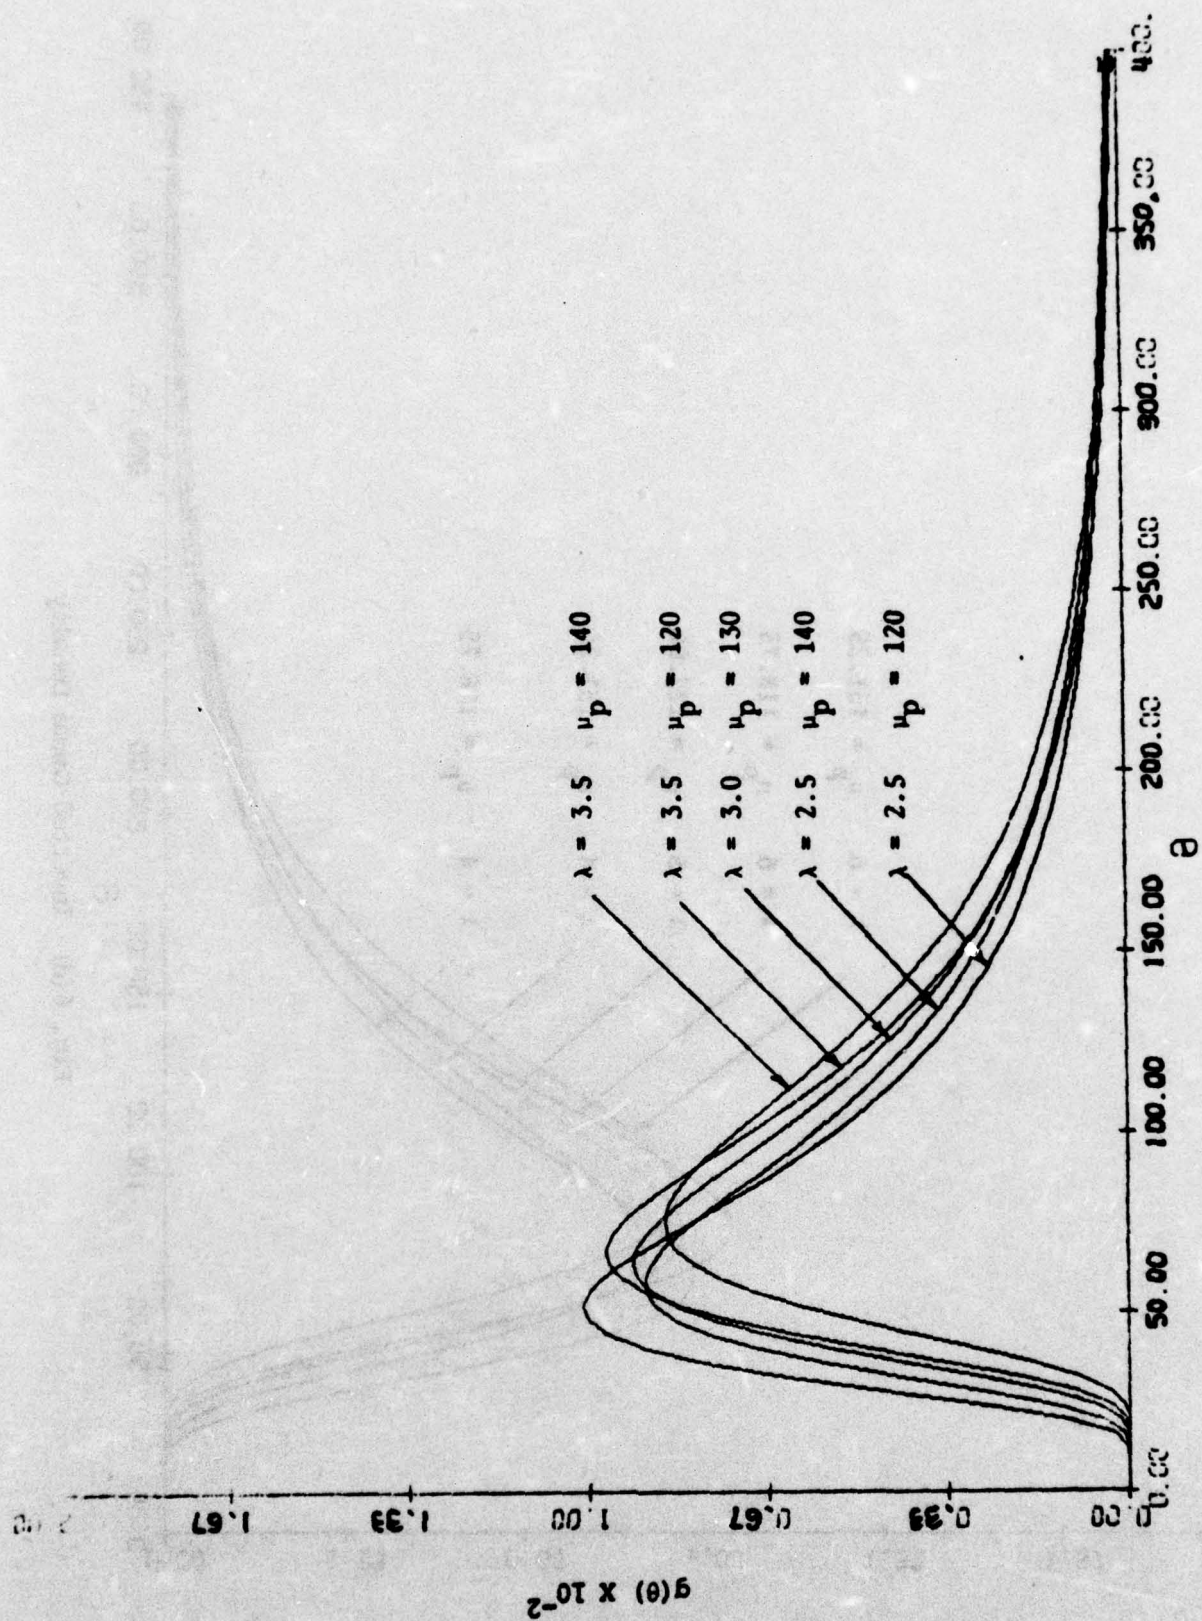 g(θ) X 10⁻²
1.67
1.33
1.00
0.67
0.33
0.00
0.00
50.00
100.00
150.00
200.00
250.00
300.00
350.00
400.
θ
λ = 3.5 μp = 140
λ = 3.5 μp = 120
λ = 3.0 μp = 130
λ = 2.5 μp = 140
λ = 2.5 μp = 120